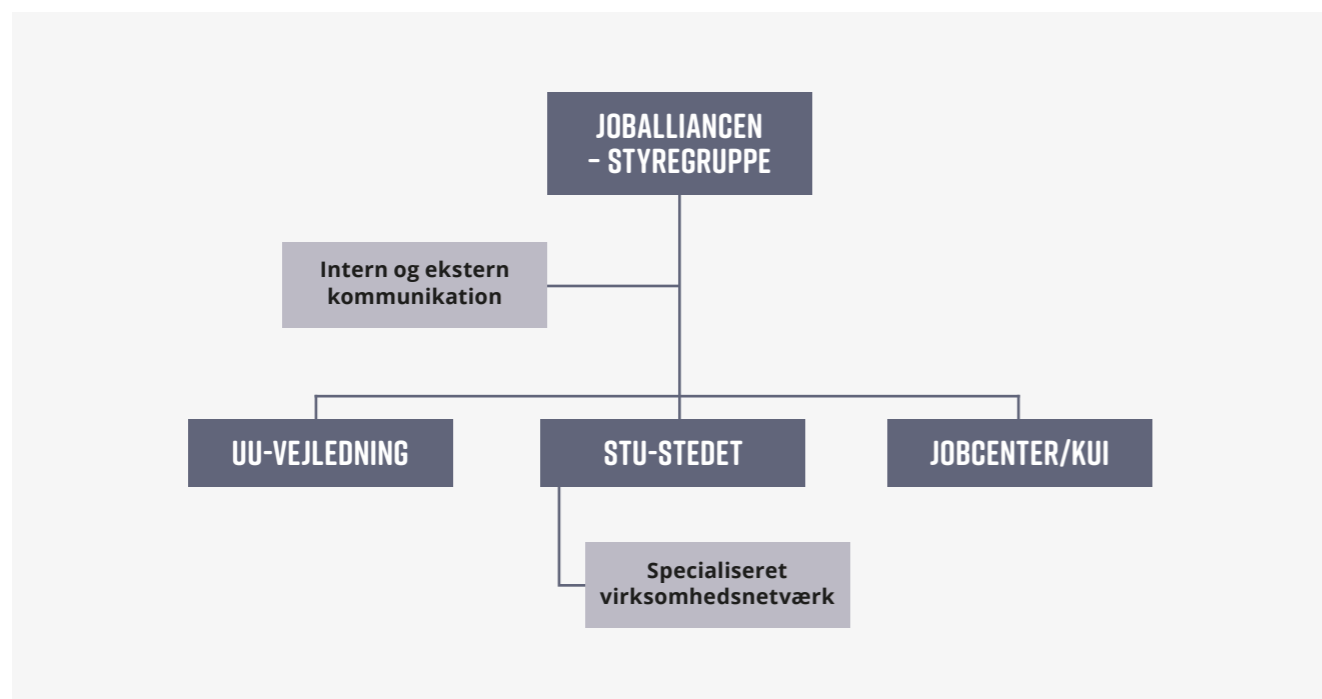 JOBALLIANCEN
– STYREGRUPPE
Intern og ekstern
kommunikation
UU-VEJLEDNING
STU-STEDET
JOBCENTER/KUI
Specialiseret
virksomhedsnetværk